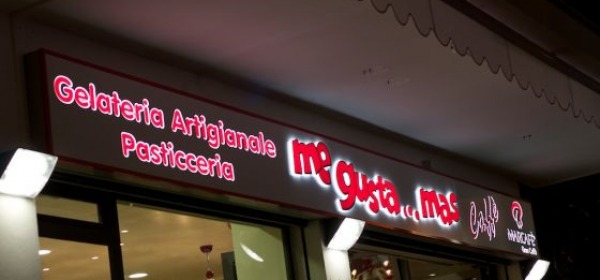 Gelateria Artigianale
Pasticceria
me gusta...mas
Caffè
MARCAFÈ